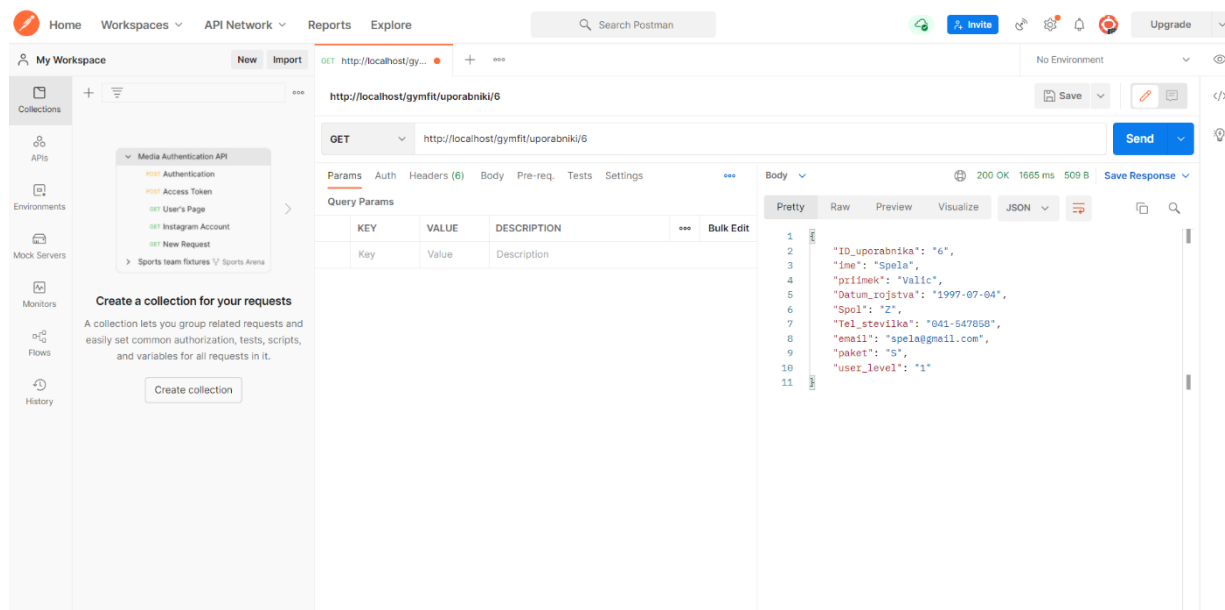 Home Workspaces API Network Reports Explore Search Postman Invite Upgrade
My Workspace New Import GET http://localhost/gy... No Environment
Collections
APIs
Environments
Mock Servers
Monitors
Flows
History
Media Authentication API
POST Authentication
POST Access Token
GET User's Page
GET Instagram Account
GET New Request
Sports team fixtures Sports Arena
Create a collection for your requests
A collection lets you group related requests and
easily set common authorization, tests, scripts,
and variables for all requests in it.
Create collection
http://localhost/gymfit/uporabniki/6 Save
GET http://localhost/gymfit/uporabniki/6 Send
Params Auth Headers (6) Body Pre-req. Tests Settings
Query Params
KEY VALUE DESCRIPTION Bulk Edit
Key Value Description
Body 200 OK 1665 ms 509 B Save Response
Pretty Raw Preview Visualize JSON
1 {
2 "ID_uporabnika": "6",
3 "ime": "Spela",
4 "priimek": "Valic",
5 "Datum_rojstva": "1997-07-04",
6 "Spol": "Z",
7 "Tel_stevilka": "041-547858",
8 "email": "spela@gmail.com",
9 "paket": "S",
10 "user_level": "1"
11 }